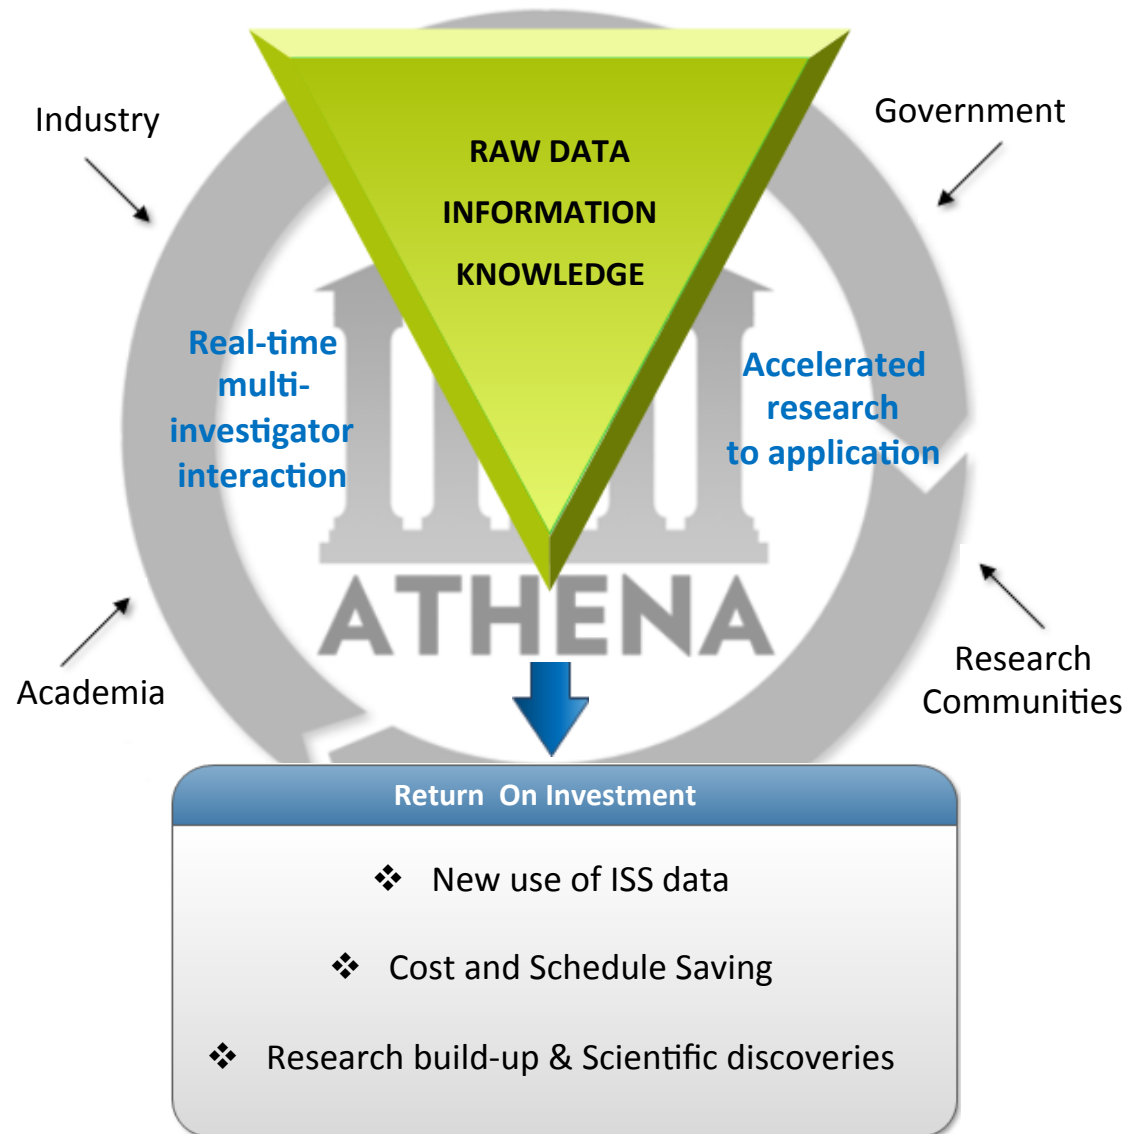 Industry
Government
RAW DATA
INFORMATION
KNOWLEDGE
Real-time
multi-
investigator
interaction
Accelerated
research
to application
ATHENA
Academia
Research
Communities
Return On Investment
❖ New use of ISS data
❖ Cost and Schedule Saving
❖ Research build-up & Scientific discoveries